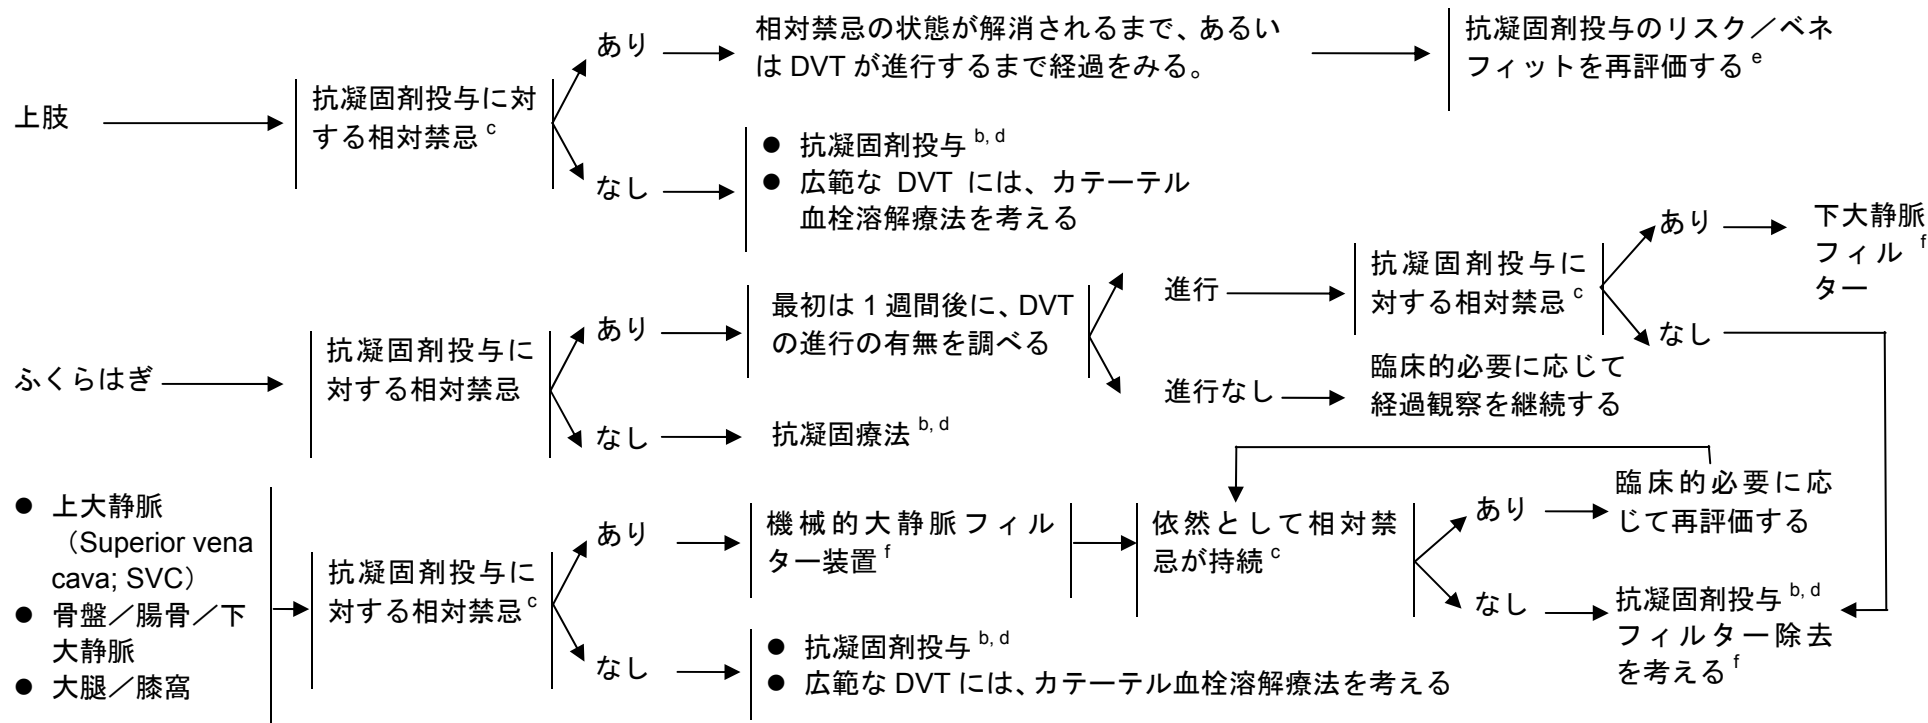 上肢
抗凝固剤投与に対
する相対禁忌 c
あり
相対禁忌の状態が解消されるまで、あるい
は DVT が進行するまで経過をみる。
抗凝固剤投与のリスク／ベネ
フィットを再評価する e
なし
● 抗凝固剤投与 b, d
● 広範な DVT には、カテーテル
血栓溶解療法を考える
ふくらはぎ
抗凝固剤投与に
対する相対禁忌
あり
最初は 1 週間後に、DVT
の進行の有無を調べる
進行
抗凝固剤投与に
対する相対禁忌 c
あり
下大静脈
フィル f
ター
なし
進行なし
臨床的必要に応じて
経過観察を継続する
なし
抗凝固療法 b, d
● 上大静脈
（Superior vena
cava; SVC）
● 骨盤／腸骨／下
大静脈
● 大腿／膝窩
抗凝固剤投与に
対する相対禁忌 c
あり
機械的大静脈フィル
ター装置 f
依然として相対禁
忌が持続 c
あり
臨床的必要に応
じて再評価する
なし
抗凝固剤投与 b, d
フィルター除去
を考える f
なし
● 抗凝固剤投与 b, d
● 広範な DVT には、カテーテル血栓溶解療法を考える